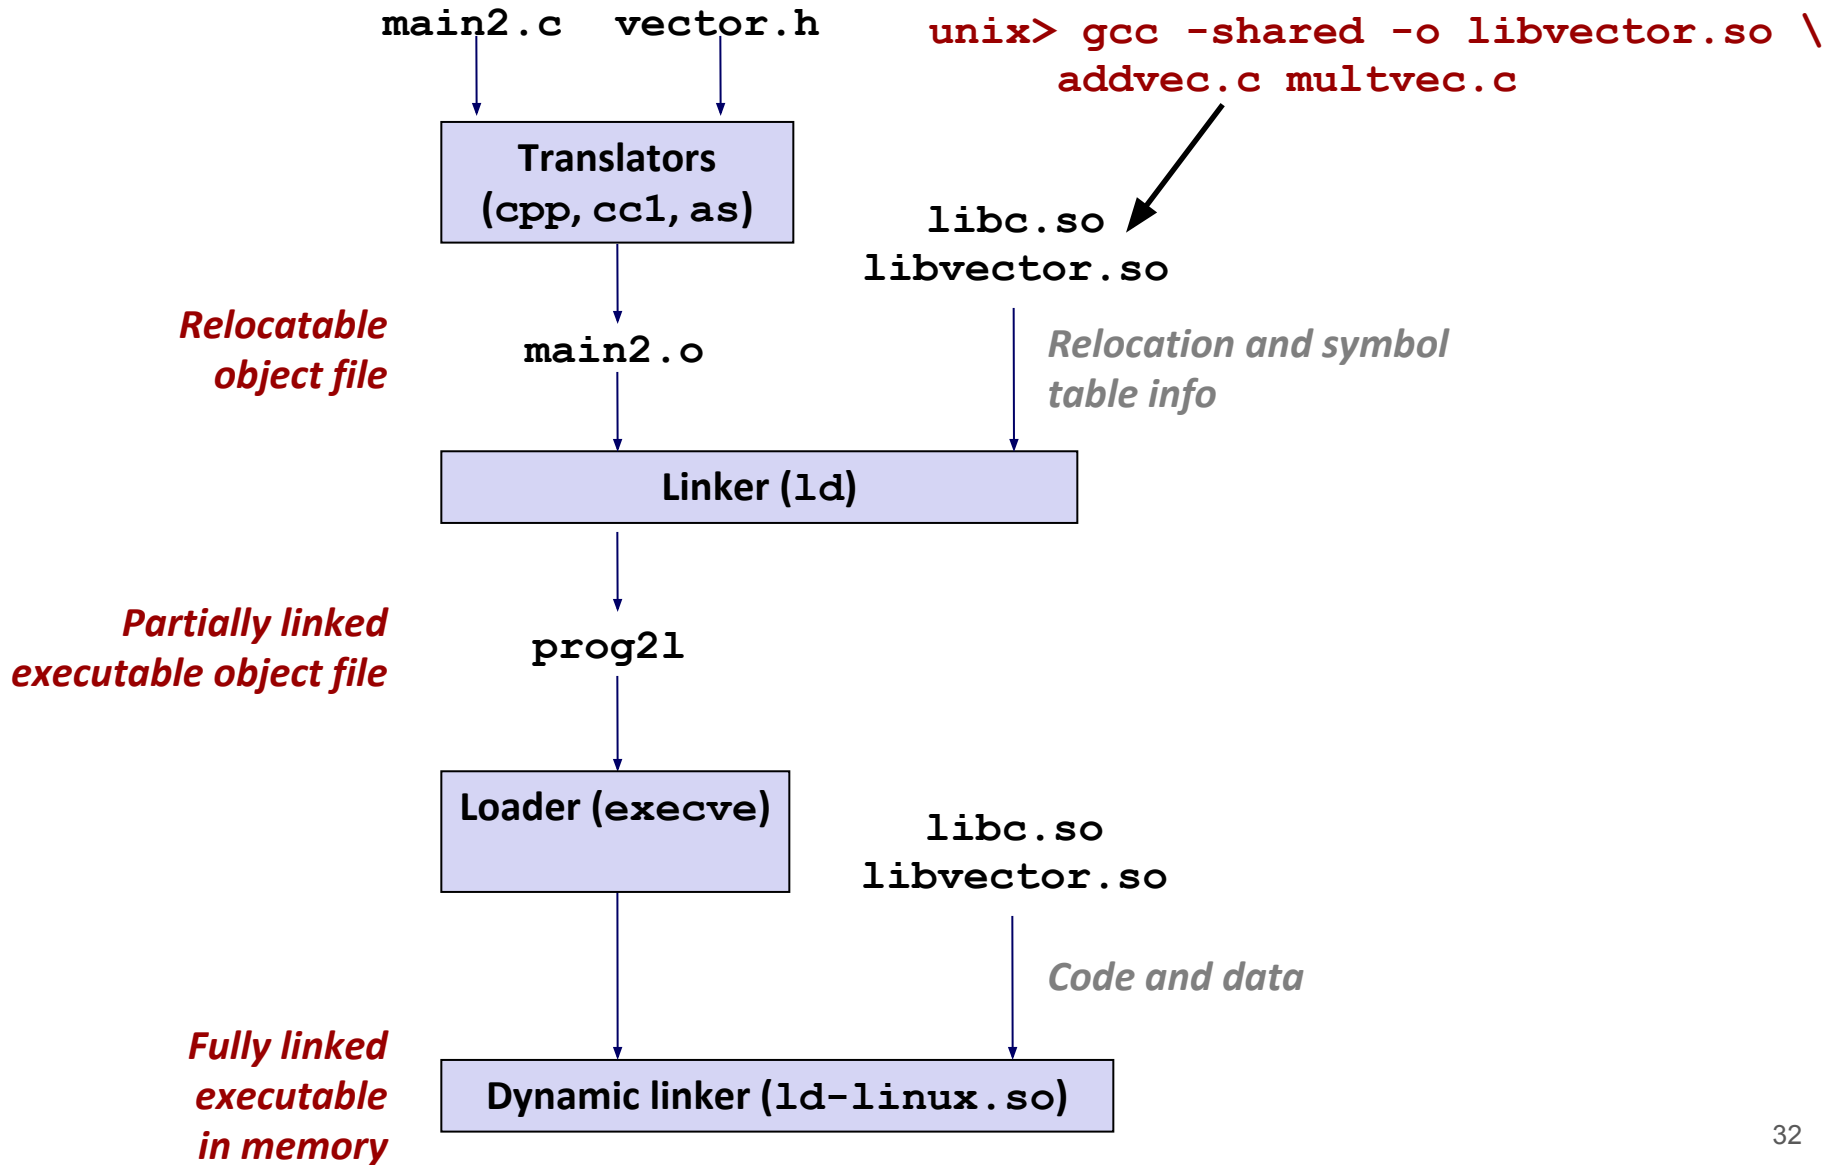 main2.c vector.h
unix> gcc -shared -o libvector.so \
addvec.c multvec.c
Translators
(cpp, cc1, as)
libc.so
libvector.so
Relocatable
object file
main2.o
Relocation and symbol
table info
Linker (ld)
Partially linked
executable object file
prog2l
Loader (execve)
libc.so
libvector.so
Code and data
Fully linked
executable
in memory
Dynamic linker (ld-linux.so)
32